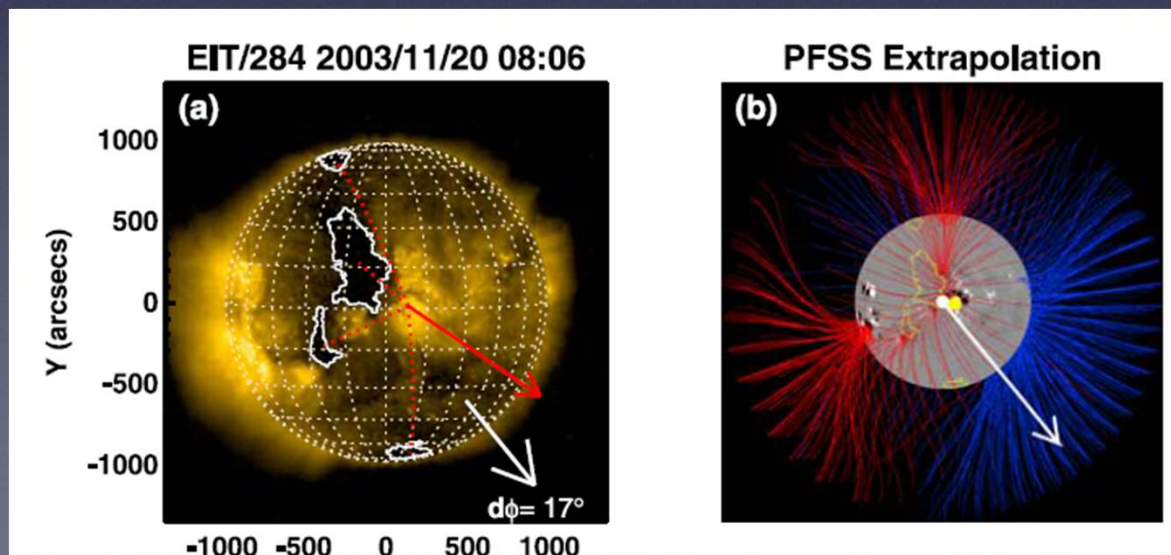 EIT/284 2003/11/20 08:06
PFSS Extrapolation
(a)
(b)
1000
500
0
-500
-1000
Y (arcsecs)
dϕ= 17°
-1000 -500 0 500 1000